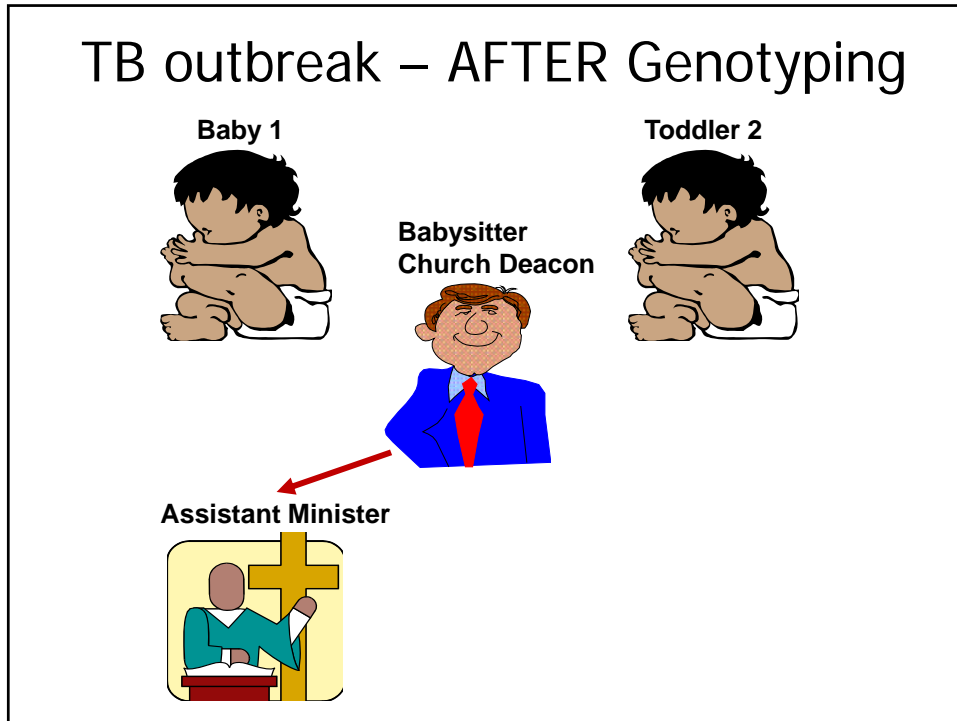 TB outbreak – AFTER Genotyping
Baby 1
Toddler 2
Babysitter
Church Deacon
Assistant Minister